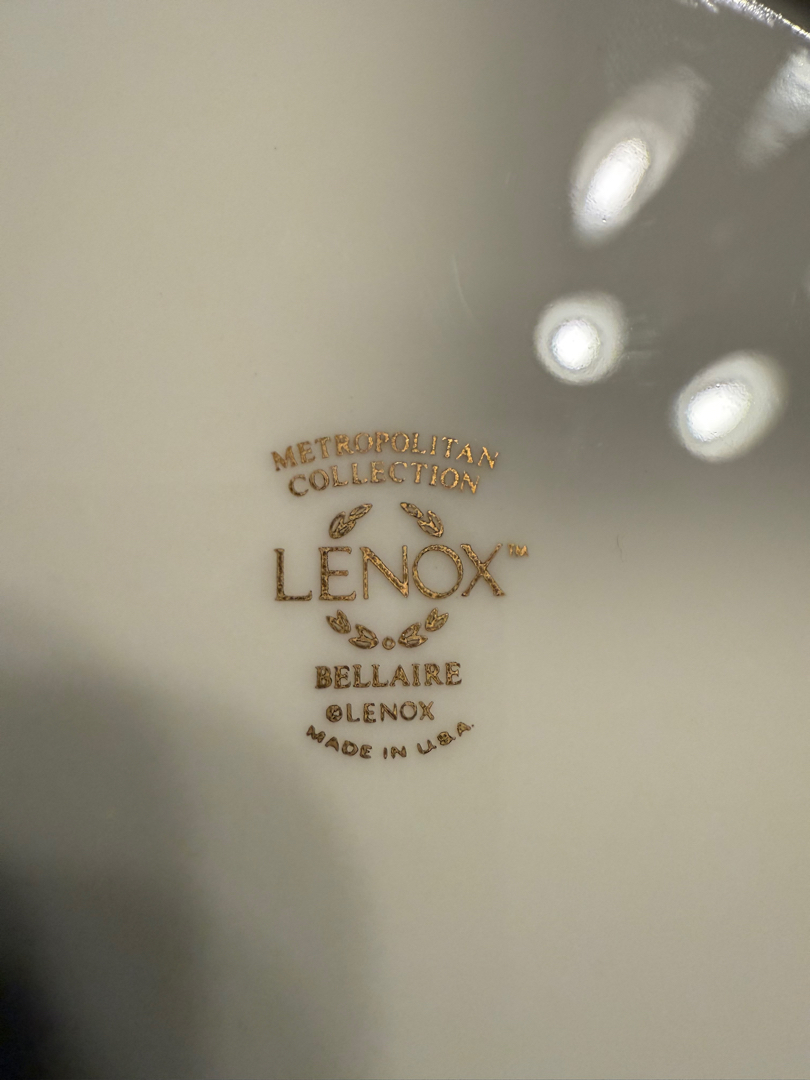 METROPOLITAN
COLLECTION
LENOX™
BELLAIRE
©LENOX
MADE IN U.S.A.